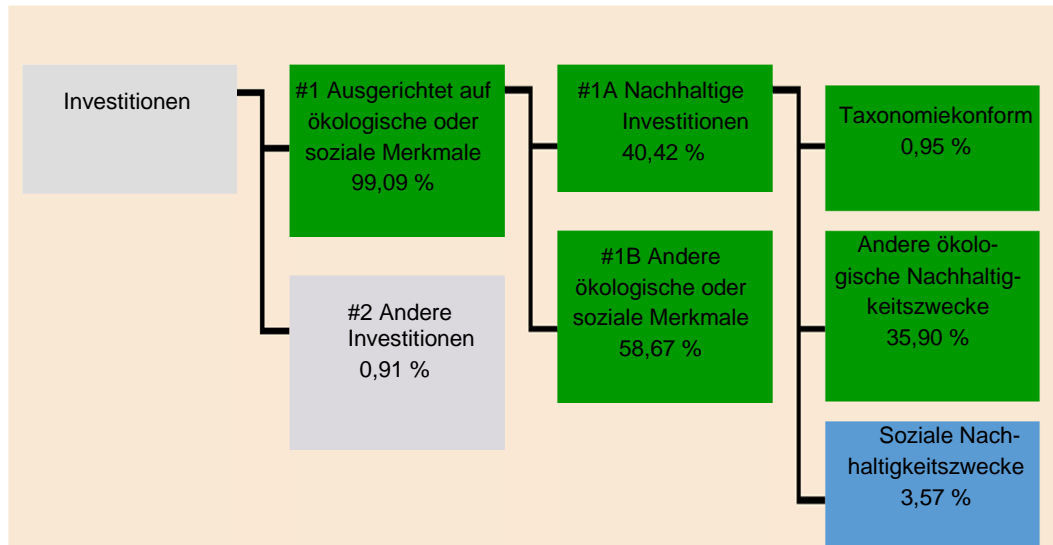 Investitionen
#1 Ausgerichtet auf
ökologische oder
soziale Merkmale
99,09 %
#2 Andere
Investitionen
0,91 %
#1A Nachhaltige
Investitionen
40,42 %
#1B Andere
ökologische oder
soziale Merkmale
58,67 %
Taxonomiekonform
0,95 %
Andere ökolo-
gische Nachhaltig-
keitszwecke
35,90 %
Soziale Nach-
haltigkeitszwecke
3,57 %